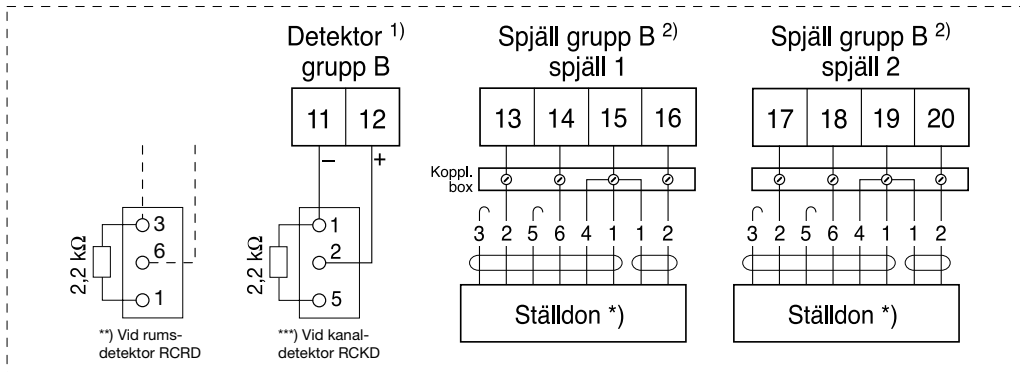 Detektor 1)
grupp B
Spjäll grupp B 2)
spjäll 1
Spjäll grupp B 2)
spjäll 2
11 12
13 14 15 16
17 18 19 20
− +
Koppl.
box
3 2 5 6 4 1 1 2
3 2 5 6 4 1 1 2
2,2 kΩ
3
6
1
2,2 kΩ
1
2
5
Ställdon *)
Ställdon *)
**) Vid rums-
detektor RCRD
***) Vid kanal-
detektor RCKD